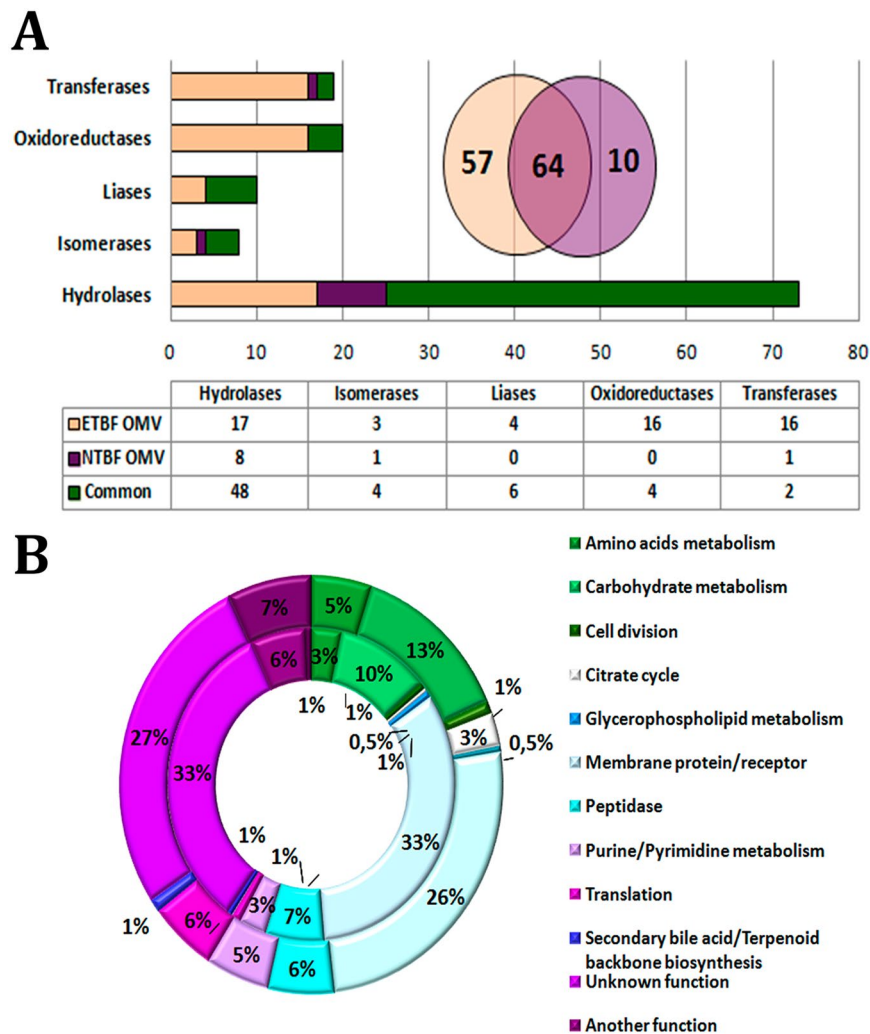 A
Transferases
Oxidoreductases
Liases
Isomerases
Hydrolases
57 64 10
0 10 20 30 40 50 60 70 80
Hydrolases Isomerases Liases Oxidoreductases Transferases
ETBF OMV 17 3 4 16 16
NTBF OMV 8 1 0 0 1
Common 48 4 6 4 2
B
7% 5%
13%
6% 3%
10%
1% 1%
1%
0,5%
1%
3%
0,5%
27%
33%
33%
26%
1%
1%
1%
6%
3%
7%
5%
6%
Amino acids metabolism
Carbohydrate metabolism
Cell division
Citrate cycle
Glycerophospholipid metabolism
Membrane protein/receptor
Peptidase
Purine/Pyrimidine metabolism
Translation
Secondary bile acid/Terpenoid
backbone biosynthesis
Unknown function
Another function